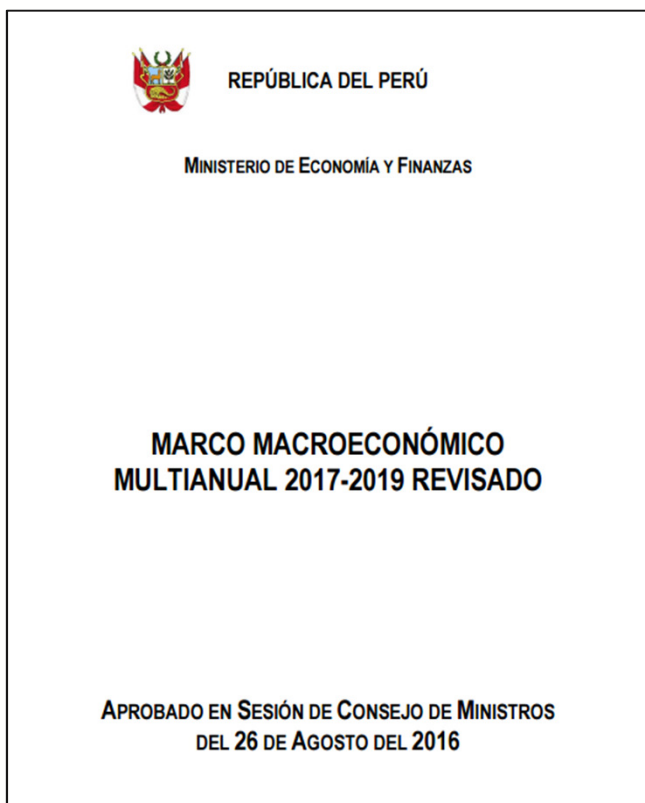 REPÚBLICA DEL PERÚ
MINISTERIO DE ECONOMÍA Y FINANZAS
MARCO MACROECONÓMICO
MULTIANUAL 2017-2019 REVISADO
APROBADO EN SESIÓN DE CONSEJO DE MINISTROS
DEL 26 DE AGOSTO DEL 2016